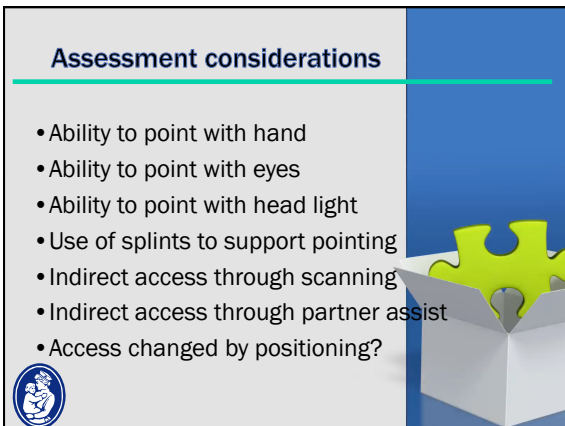 Assessment considerations
• Ability to point with hand
• Ability to point with eyes
• Ability to point with head light
• Use of splints to support pointing
• Indirect access through scanning
• Indirect access through partner assist
• Access changed by positioning?